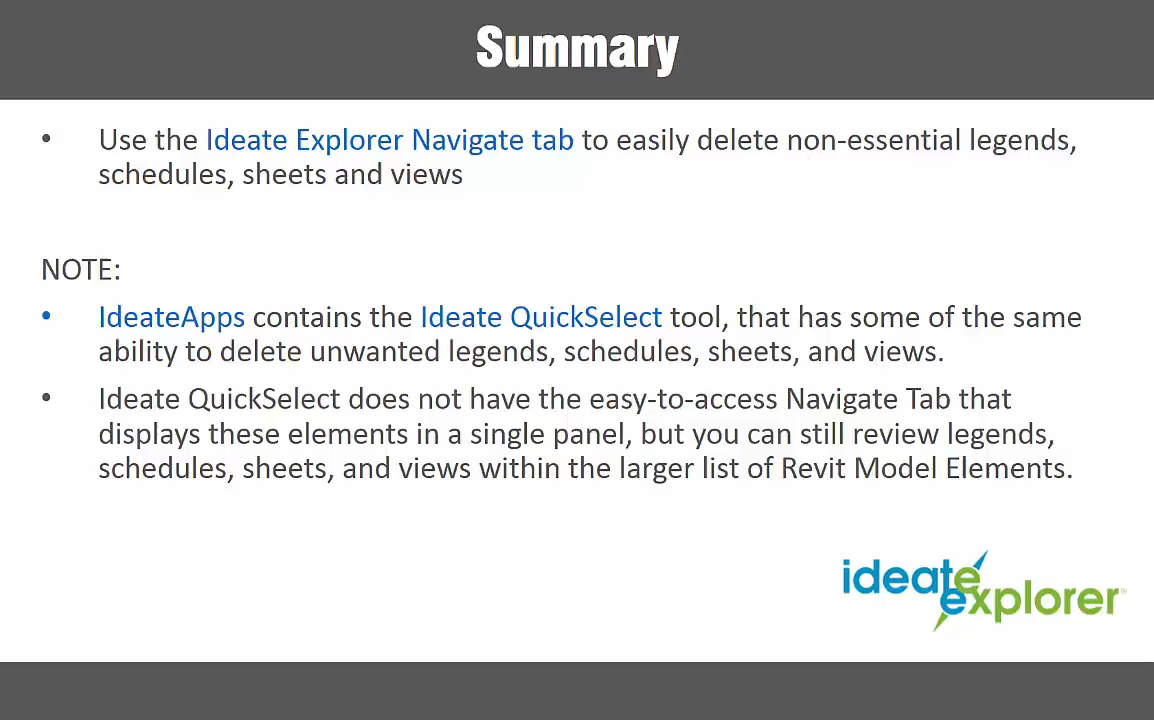 Summary
• Use the Ideate Explorer Navigate tab to easily delete non-essential legends,
schedules, sheets and views
NOTE:
• IdeateApps contains the Ideate QuickSelect tool, that has some of the same
ability to delete unwanted legends, schedules, sheets, and views.
• Ideate QuickSelect does not have the easy-to-access Navigate Tab that
displays these elements in a single panel, but you can still review legends,
schedules, sheets, and views within the larger list of Revit Model Elements.
ideate
explorer